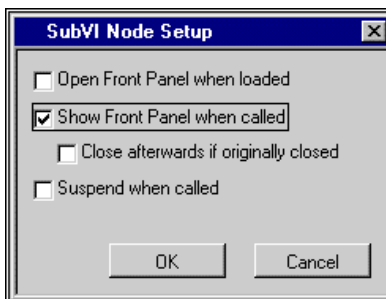 SubVI Node Setup
Open Front Panel when loaded
Show Front Panel when called
Close afterwards if originally closed
Suspend when called
OK Cancel